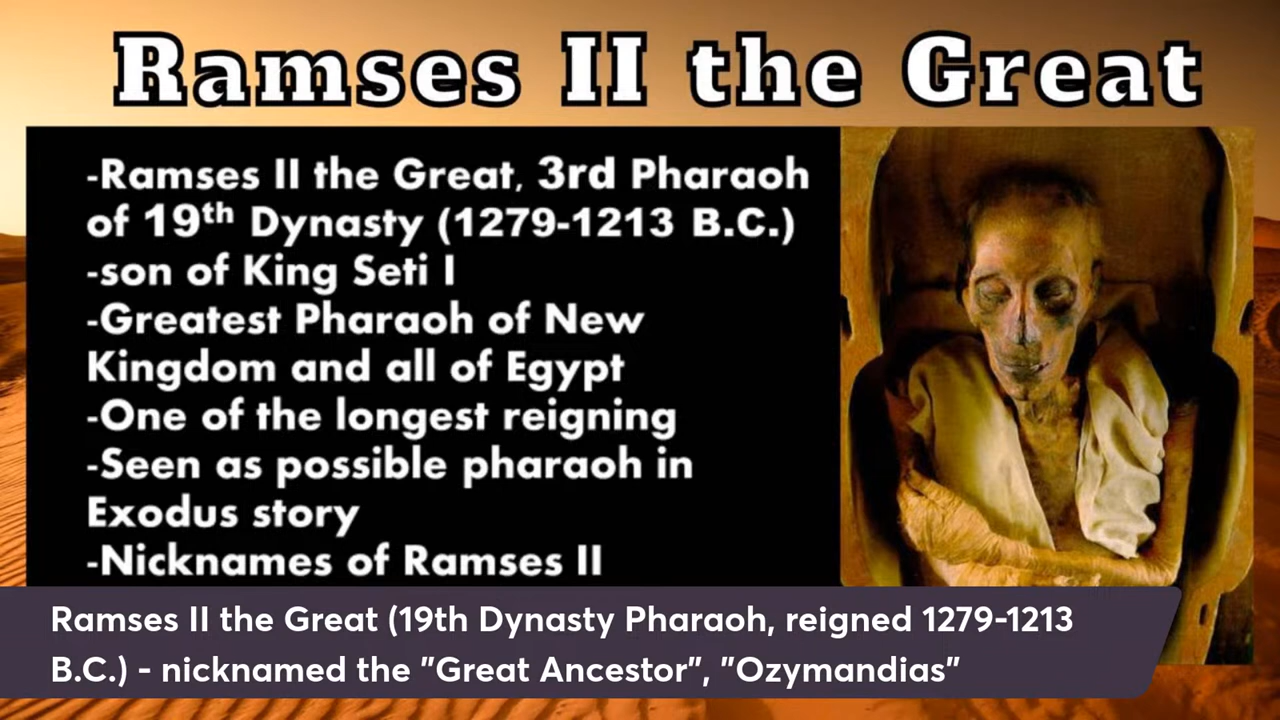 Ramses II the Great
-Ramses II the Great, 3rd Pharaoh
of 19th Dynasty (1279-1213 B.C.)
-son of King Seti I
-Greatest Pharaoh of New
Kingdom and all of Egypt
-One of the longest reigning
-Seen as possible pharaoh in
Exodus story
-Nicknames of Ramses II
Ramses II the Great (19th Dynasty Pharaoh, reigned 1279-1213
B.C.) - nicknamed the "Great Ancestor", "Ozymandias"